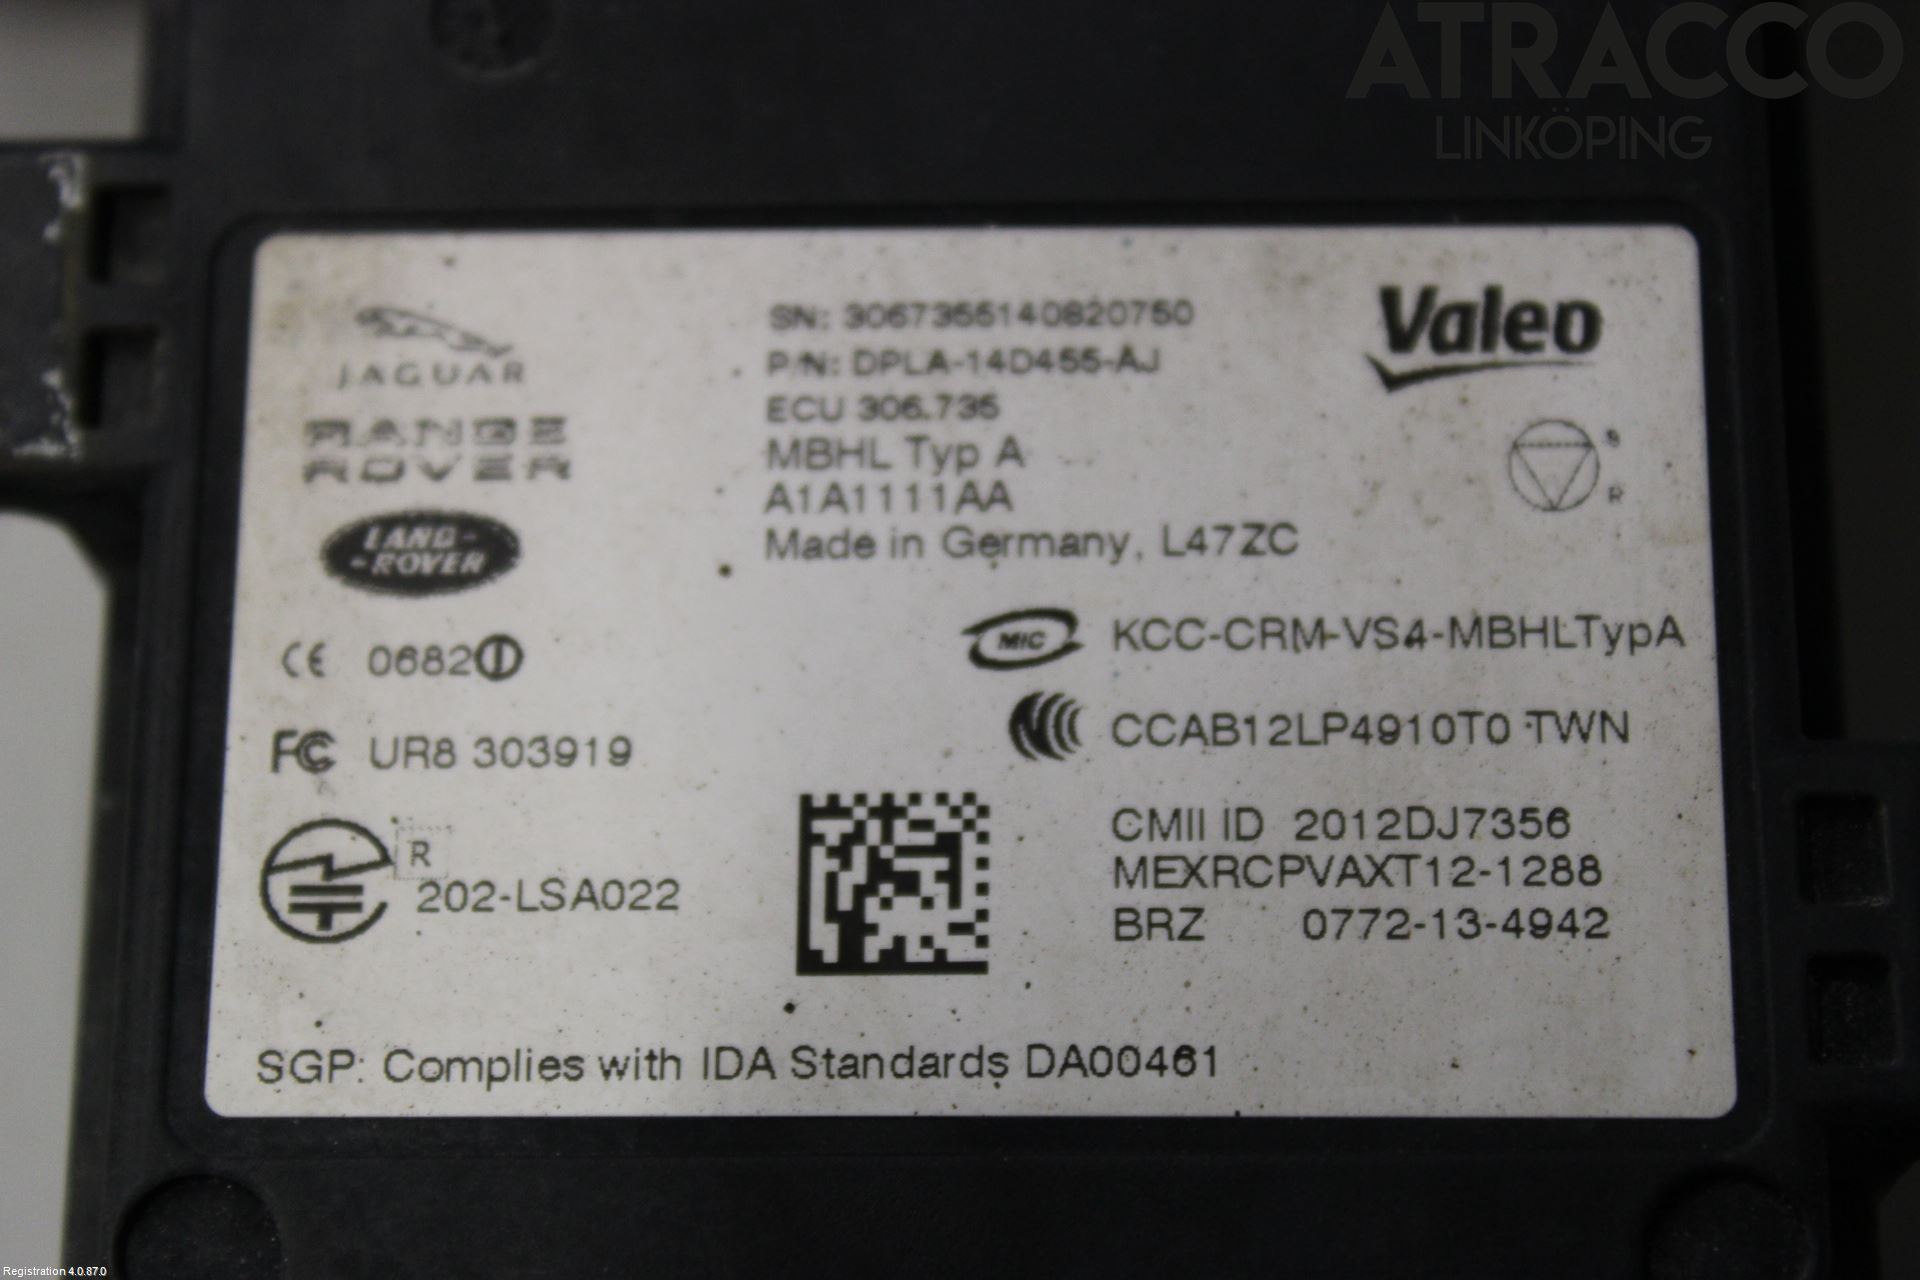 ATRACCO
LINKÖPING
JAGUAR
RANGE
ROVER
LAND-
-ROVER
SN: 3067355140820750
P/N: DPLA-14D455-AJ
ECU 306.735
MBHL Typ A
A1A1111AA
Made in Germany, L47ZC
Valeo
S
R
CE 0682
FC UR8 303919
R
202-LSA022
MIC KCC-CRM-VS4-MBHLTypA
CCAB12LP4910T0 TWN
CMII ID 2012DJ7356
MEXRCPVAXT12-1288
BRZ 0772-13-4942
SGP: Complies with IDA Standards DA00461
Registration 4.0.87.0